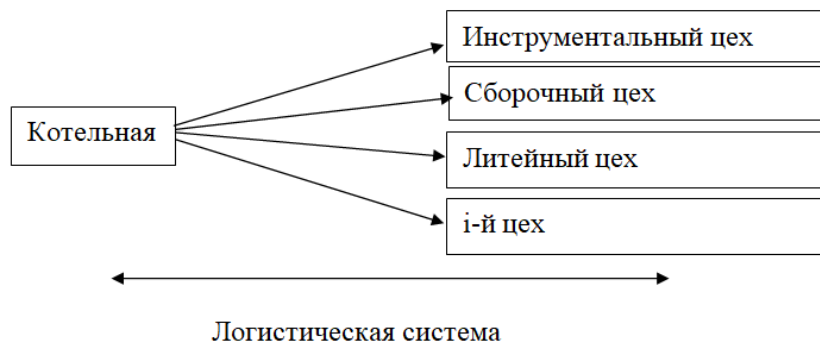 Инструментальный цех
Сборочный цех
Котельная
Литейный цех
i-й цех
Логистическая система